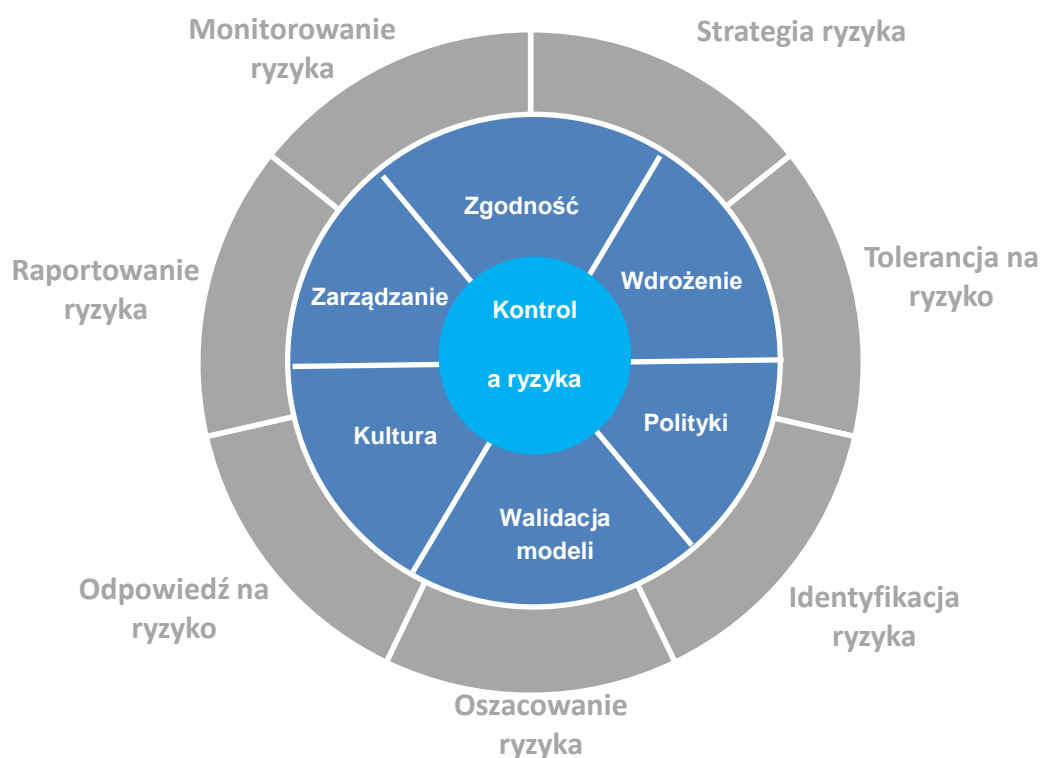 Monitorowanie
ryzyka
Strategia ryzyka
Tolerancja na
ryzyko
Identyfikacja
ryzyka
Oszacowanie
ryzyka
Odpowiedź na
ryzyko
Raportowanie
ryzyka
Zgodność
Wdrożenie
Polityki
Walidacja
modeli
Kultura
Zarządzanie
Kontrol
a ryzyka